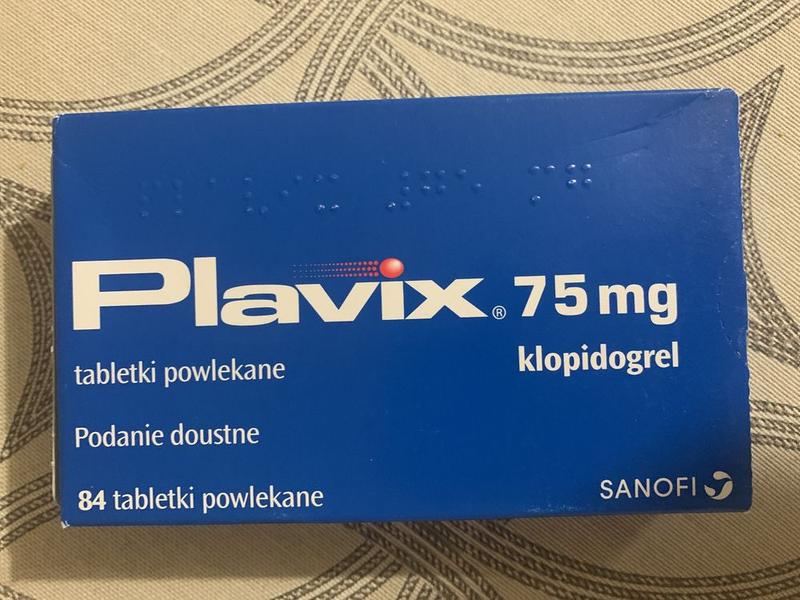 Plavix® 75 mg
klopidogrel
tabletki powlekane
Podanie doustne
84 tabletki powlekane
SANOFI